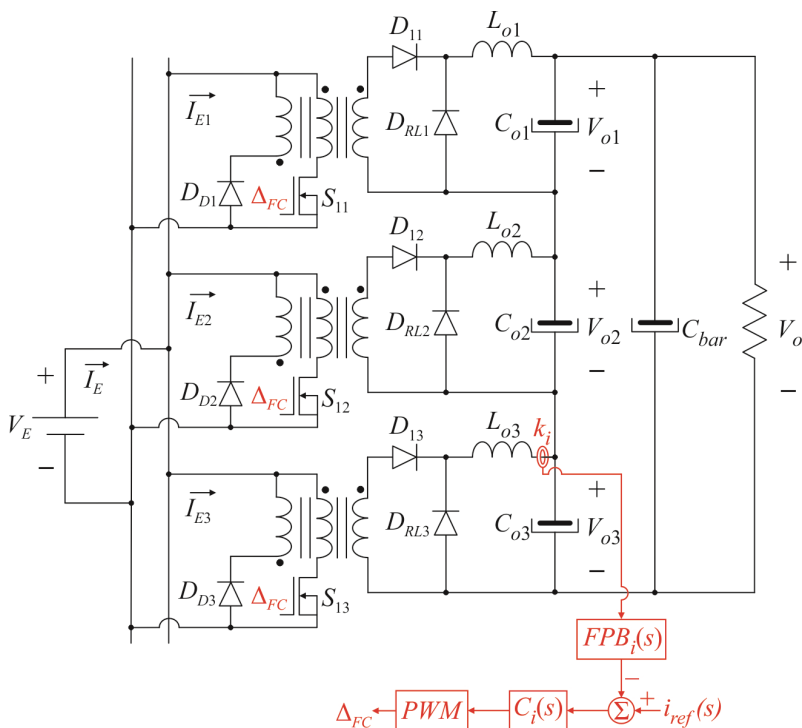 D11 Lo1
IE1 DRL1 Co1 + Vo1 −
DD1 ΔFC S11
D12 Lo2
IE2 DRL2 Co2 + Vo2 − Cbar + Vo −
+ IE
VE −
DD2 ΔFC S12
D13 Lo3 ki
IE3 DRL3 Co3 + Vo3 −
DD3 ΔFC S13
FPBi(s)
−
ΔFC PWM Ci(s) Σ + iref(s)